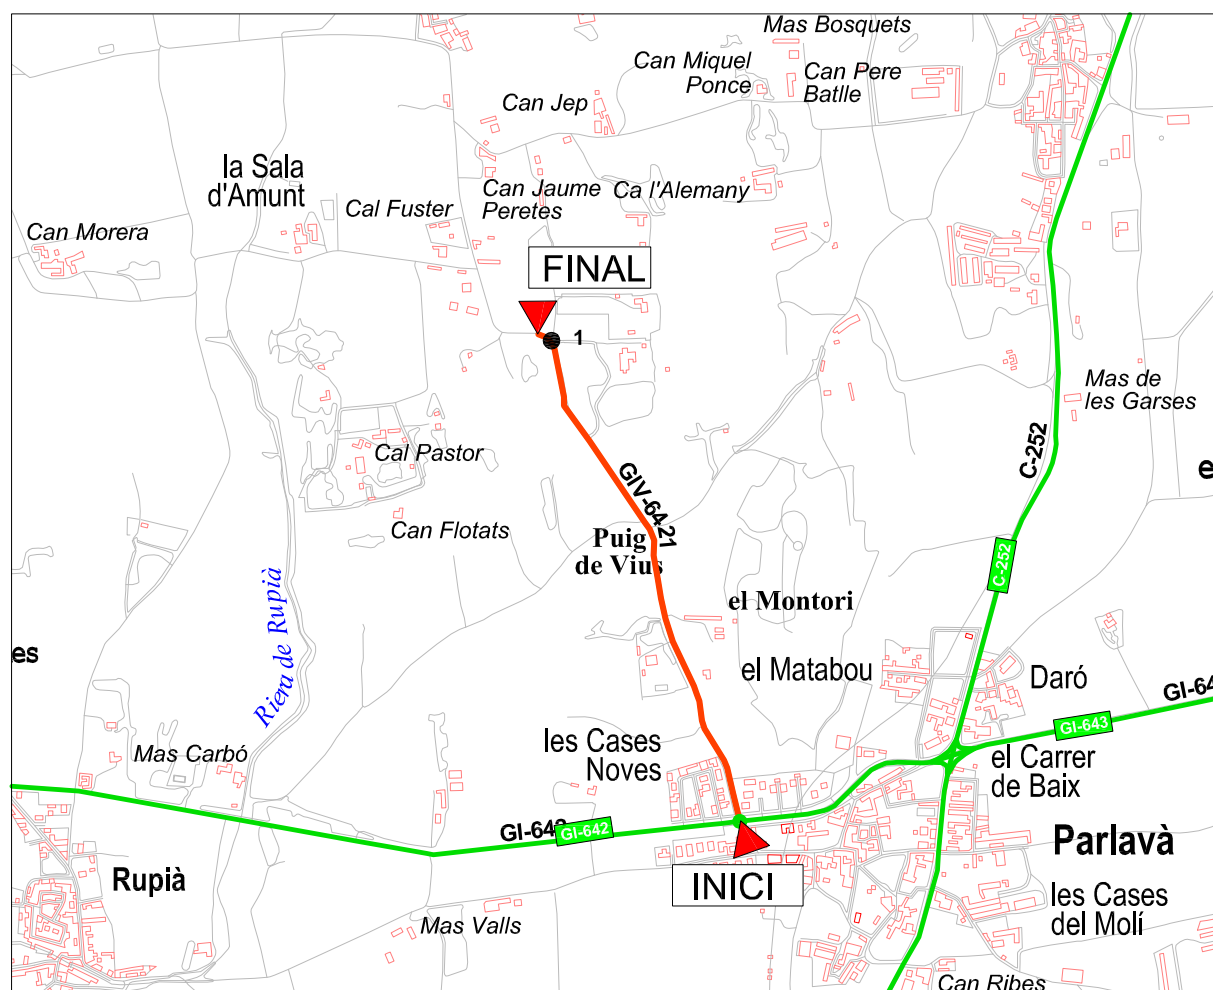 Mas Bosquets
Can Miquel
Ponce
Can Pere
Batlle
Can Jep
la Sala
d'Amunt
Can Jaume
Peretes
Ca l'Alemany
Cal Fuster
Can Morera
FINAL
1
Mas de
les Garses
C-252
Cal Pastor
GIV-6421
e
Can Flotats
Puig
de Vius
C-252
el Montori
Riera de Rupià
es
el Matabou
Daró
GI-64
GI-643
les Cases
Noves
Mas Carbó
el Carrer
de Baix
GI-642
GI-642
Parlavà
Rupià
INICI
les Cases
del Molí
Mas Valls
Can Ribes